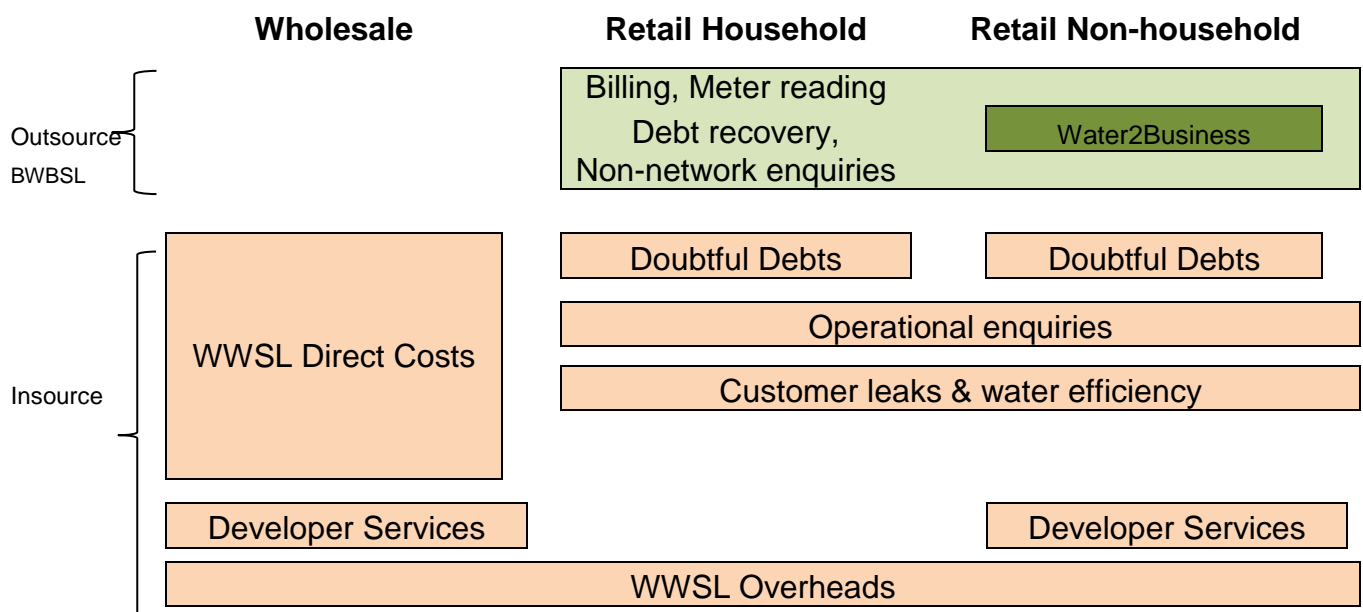 Wholesale Retail Household Retail Non-household
Billing, Meter reading
Debt recovery,
Non-network enquiries
Water2Business
Outsource
BWBSL
Doubtful Debts Doubtful Debts
Operational enquiries
WWSL Direct Costs
Customer leaks & water efficiency
Insource
Developer Services Developer Services
WWSL Overheads